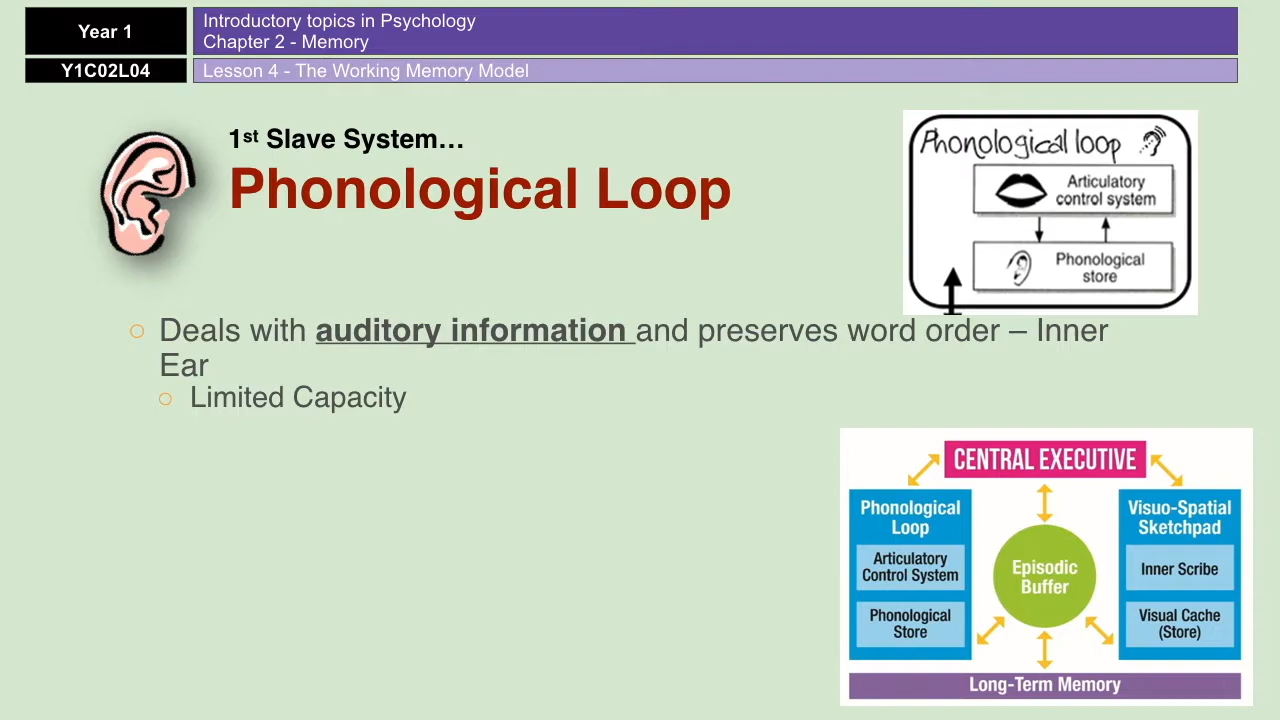 Year 1
Introductory topics in Psychology
Chapter 2 - Memory
Y1C02L04
Lesson 4 - The Working Memory Model
1st Slave System…
Phonological Loop
Phonological loop
Articulatory
control system
Phonological
store
○ Deals with auditory information and preserves word order – Inner
Ear
○ Limited Capacity
CENTRAL EXECUTIVE
Phonological
Loop
Articulatory
Control System
Phonological
Store
Episodic
Buffer
Visuo-Spatial
Sketchpad
Inner Scribe
Visual Cache
(Store)
Long-Term Memory